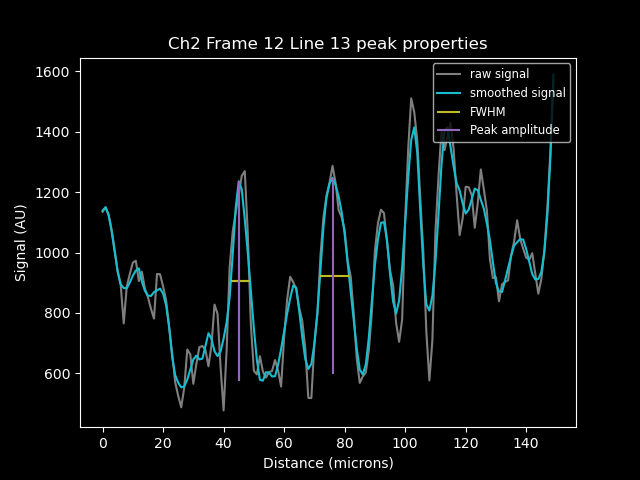 Ch2 Frame 12 Line 13 peak properties
raw signal
smoothed signal
FWHM
Peak amplitude
1600
1400
1200
1000
800
600
Signal (AU)
0 20 40 60 80 100 120 140
Distance (microns)